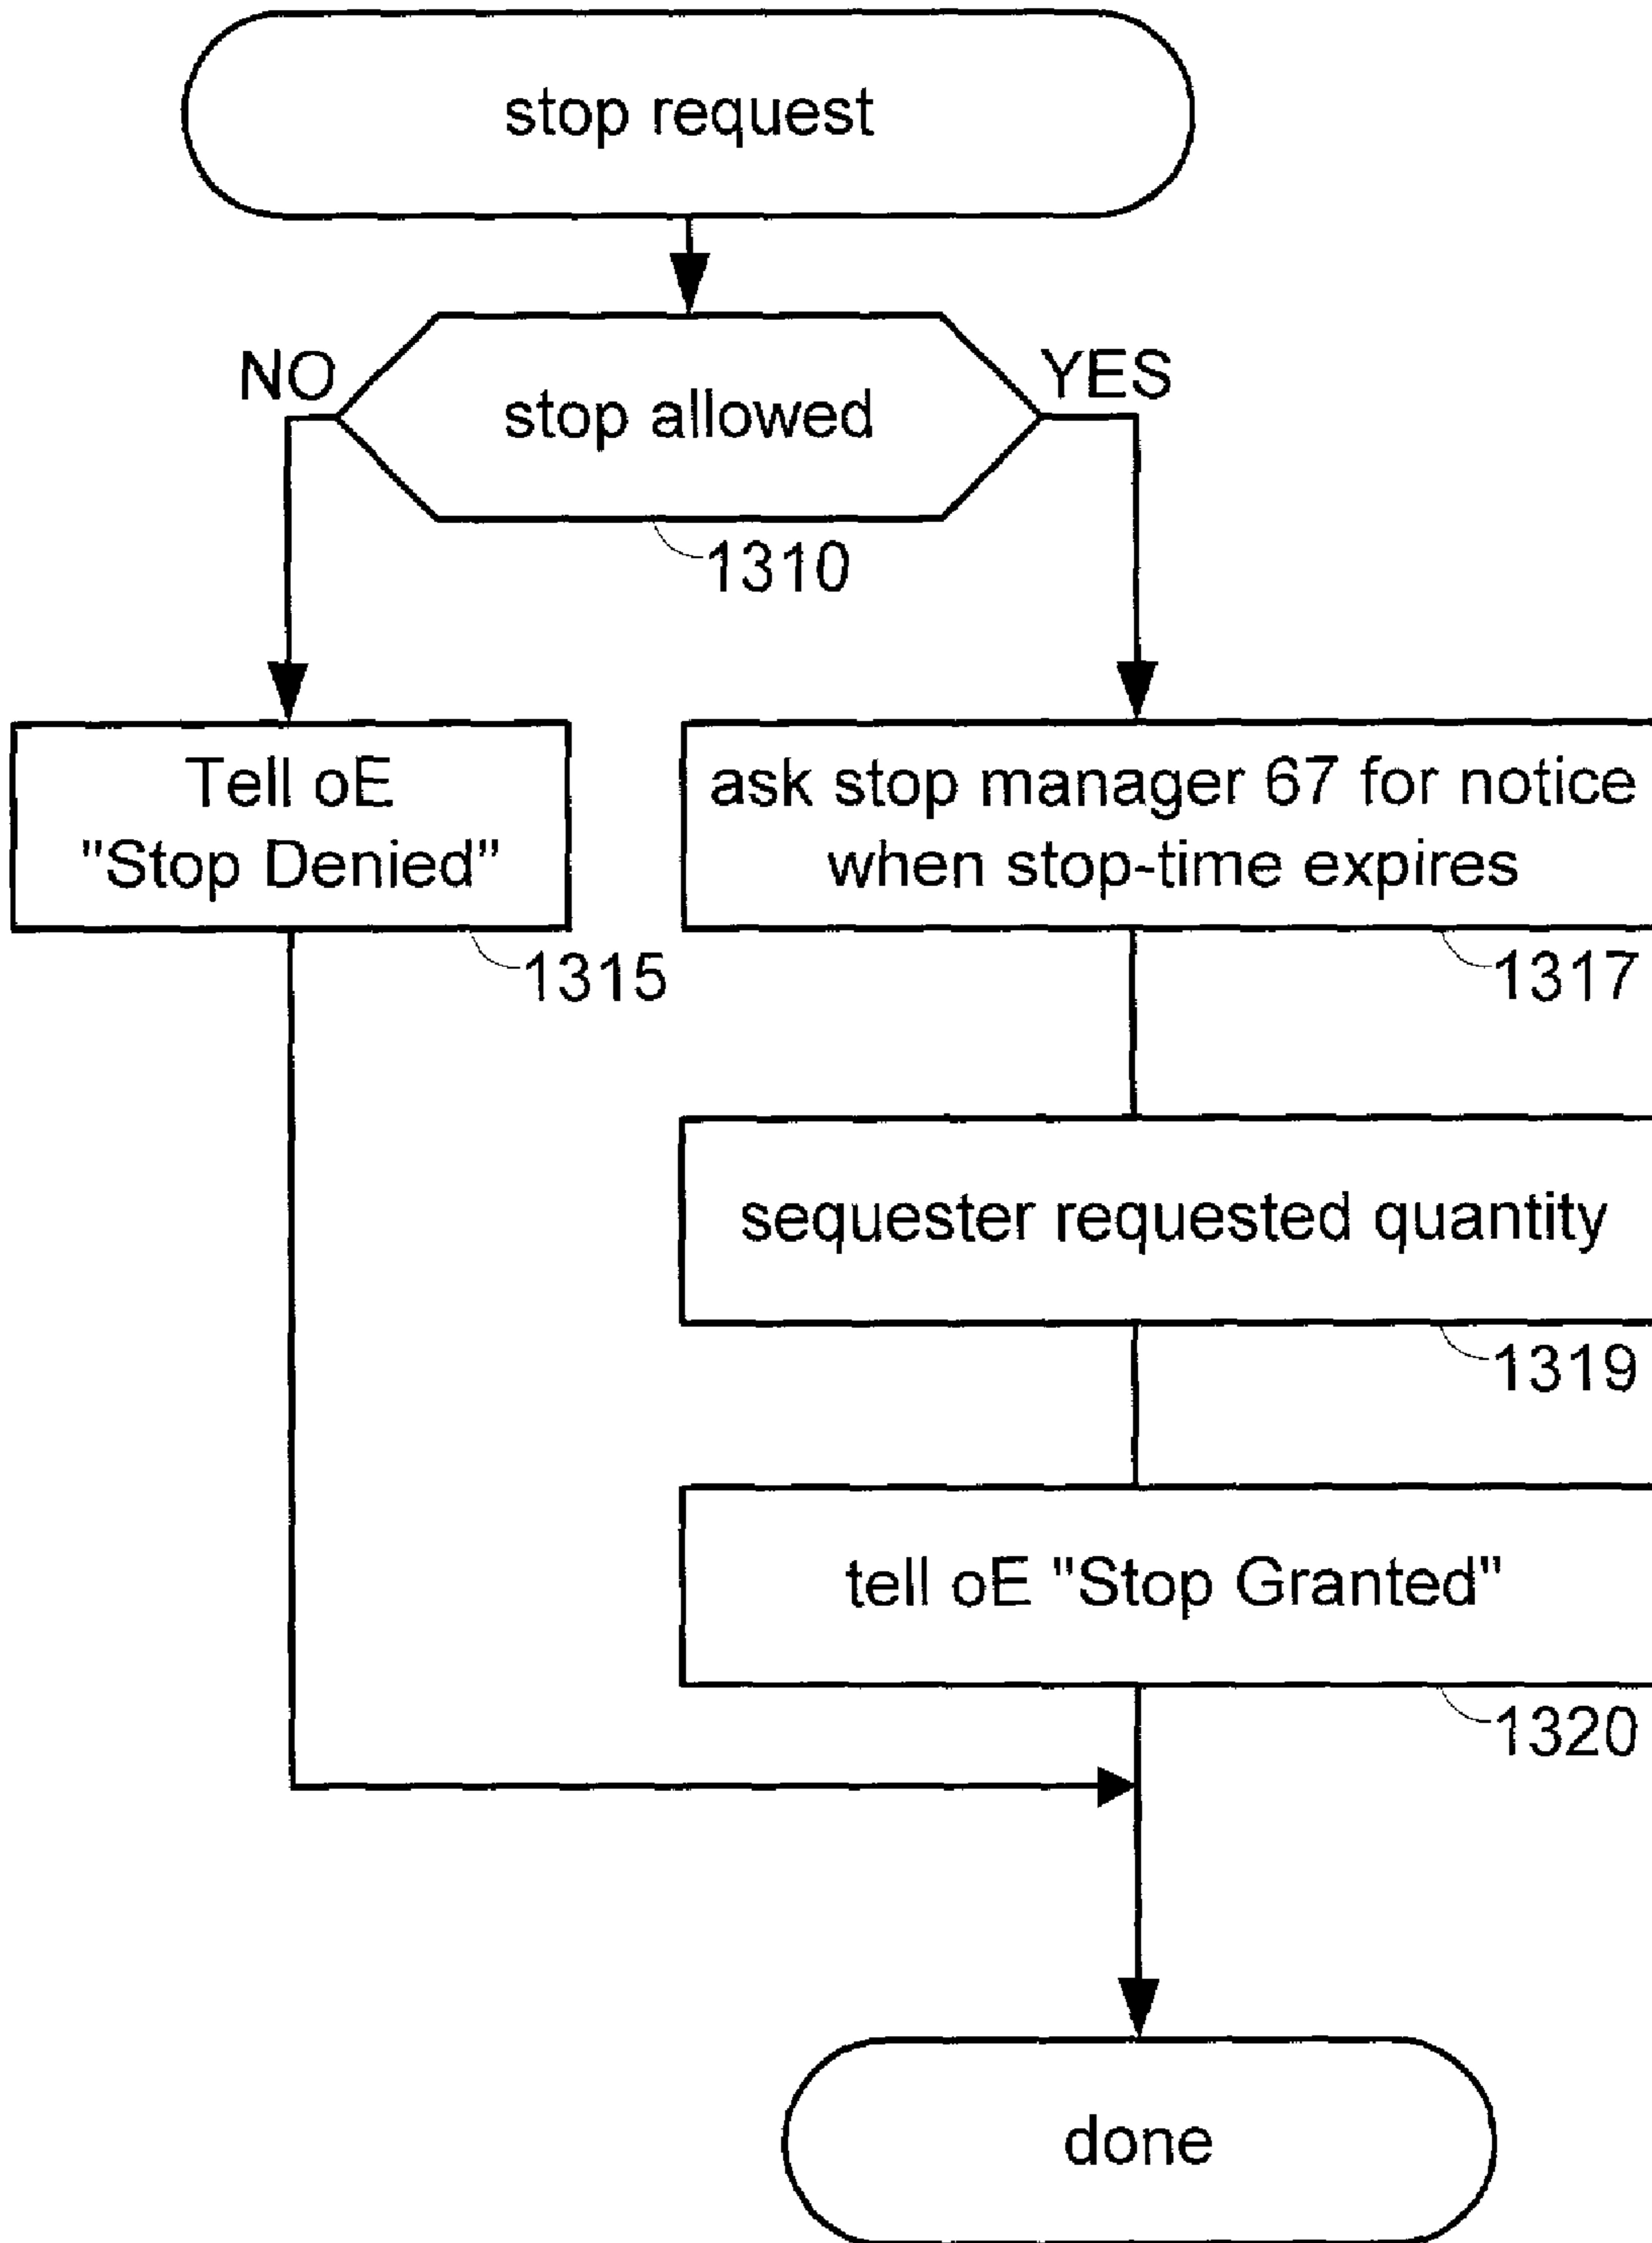 stop request
NO
YES
stop allowed
1310
Tell oE
"Stop Denied"
1315
ask stop manager 67 for notice
when stop-time expires
1317
sequester requested quantity
1319
tell oE "Stop Granted"
1320
done